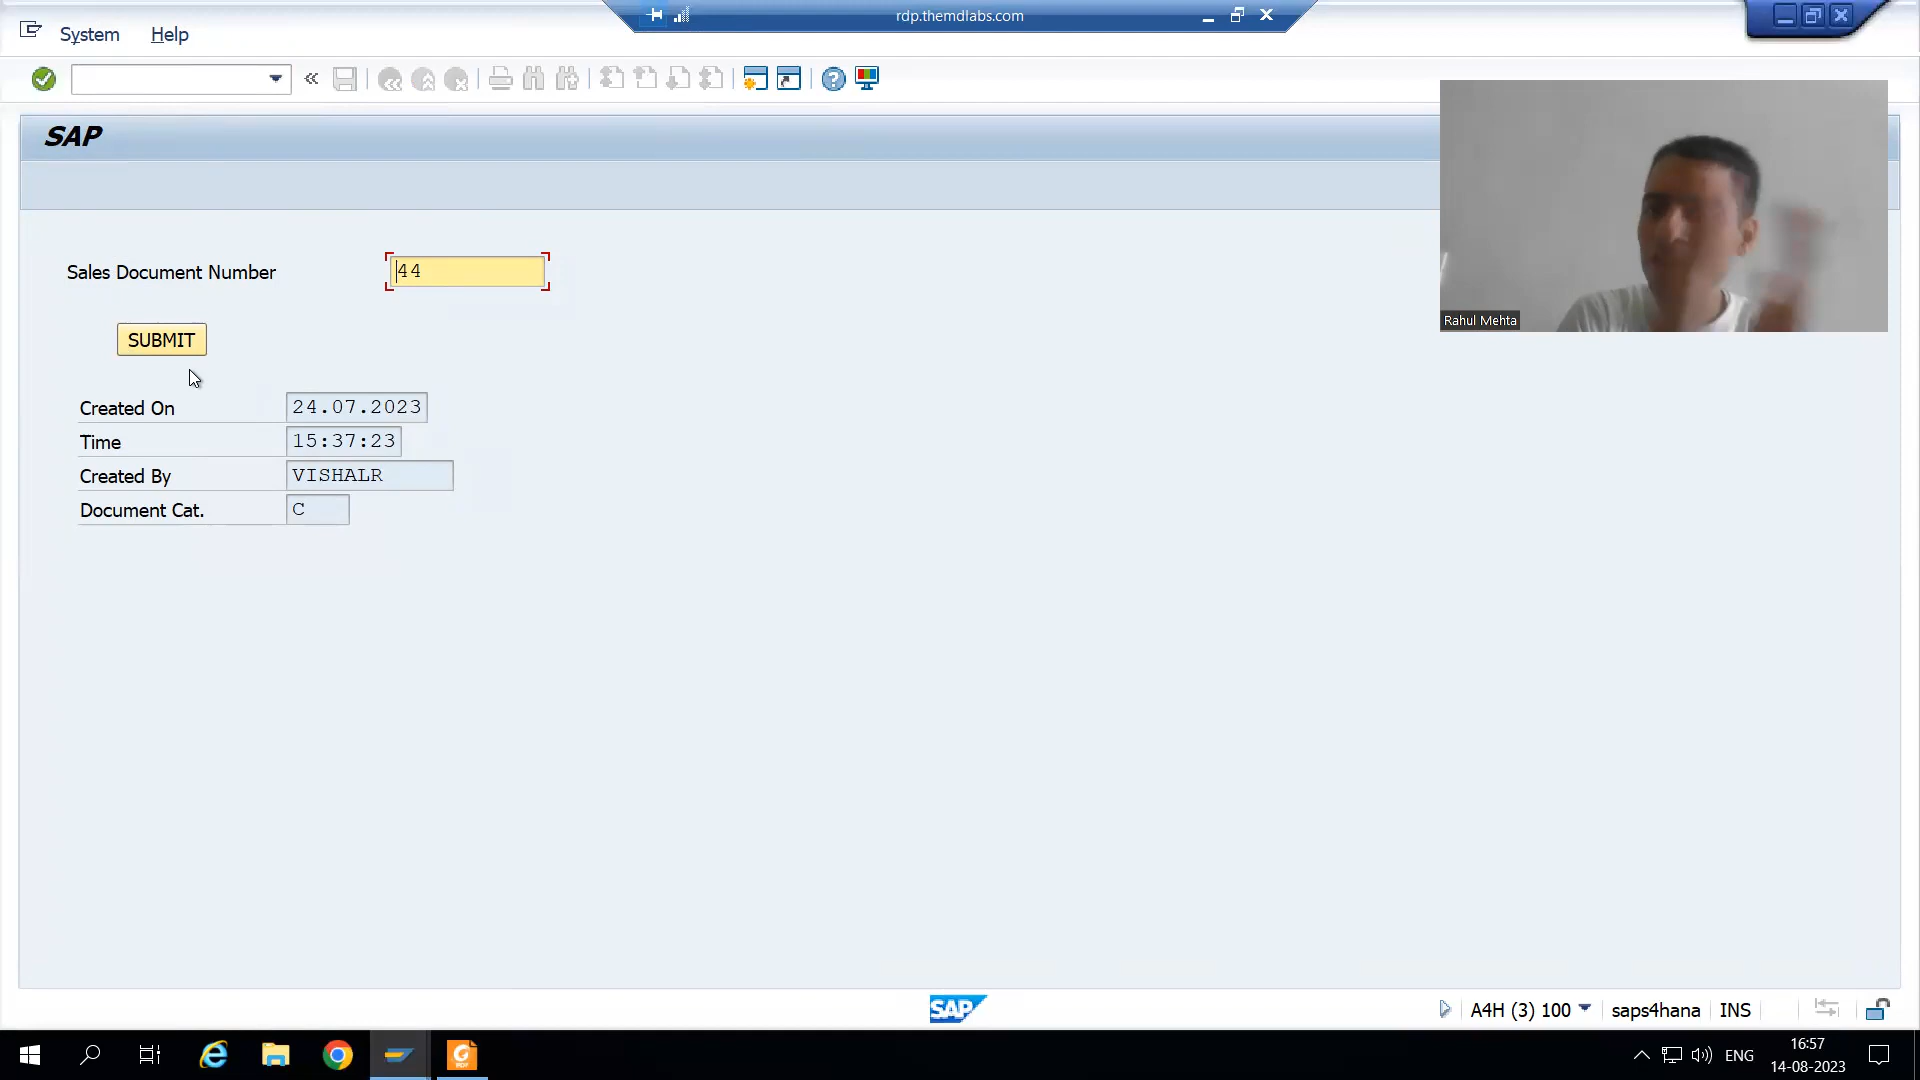 rdp.themdlabs.com
System Help
SAP
Sales Document Number 44
SUBMIT
Created On 24.07.2023
Time 15:37:23
Created By VISHALR
Document Cat. C
Rahul Mehta
SAP
A4H (3) 100 saps4hana INS
ENG
16:57
14-08-2023